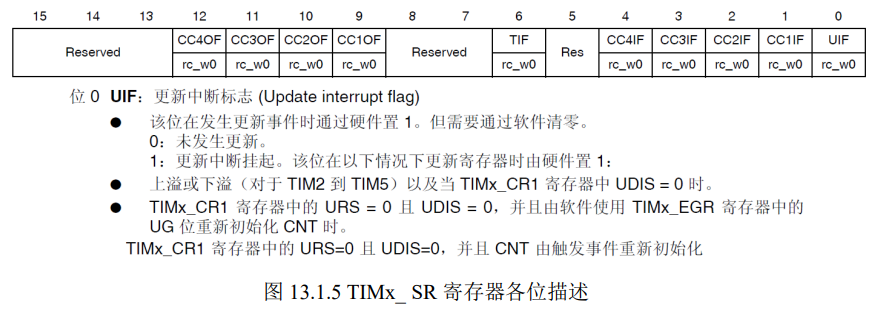 15 14 13 12 11 10 9 8 7 6 5 4 3 2 1 0
Reserved CC4OF CC3OF CC2OF CC1OF Reserved TIF Res CC4IF CC3IF CC2IF CC1IF UIF
rc_w0 rc_w0 rc_w0 rc_w0 rc_w0 rc_w0 rc_w0 rc_w0 rc_w0 rc_w0
位 0 UIF：更新中断标志 (Update interrupt flag)
● 该位在发生更新事件时通过硬件置 1。但需要通过软件清零。
0：未发生更新。
1：更新中断挂起。该位在以下情况下更新寄存器时由硬件置 1：
● 上溢或下溢（对于 TIM2 到 TIM5）以及当 TIMx_CR1 寄存器中 UDIS = 0 时。
● TIMx_CR1 寄存器中的 URS = 0 且 UDIS = 0，并且由软件使用 TIMx_EGR 寄存器中的
UG 位重新初始化 CNT 时。
TIMx_CR1 寄存器中的 URS=0 且 UDIS=0，并且 CNT 由触发事件重新初始化
图 13.1.5 TIMx_ SR 寄存器各位描述